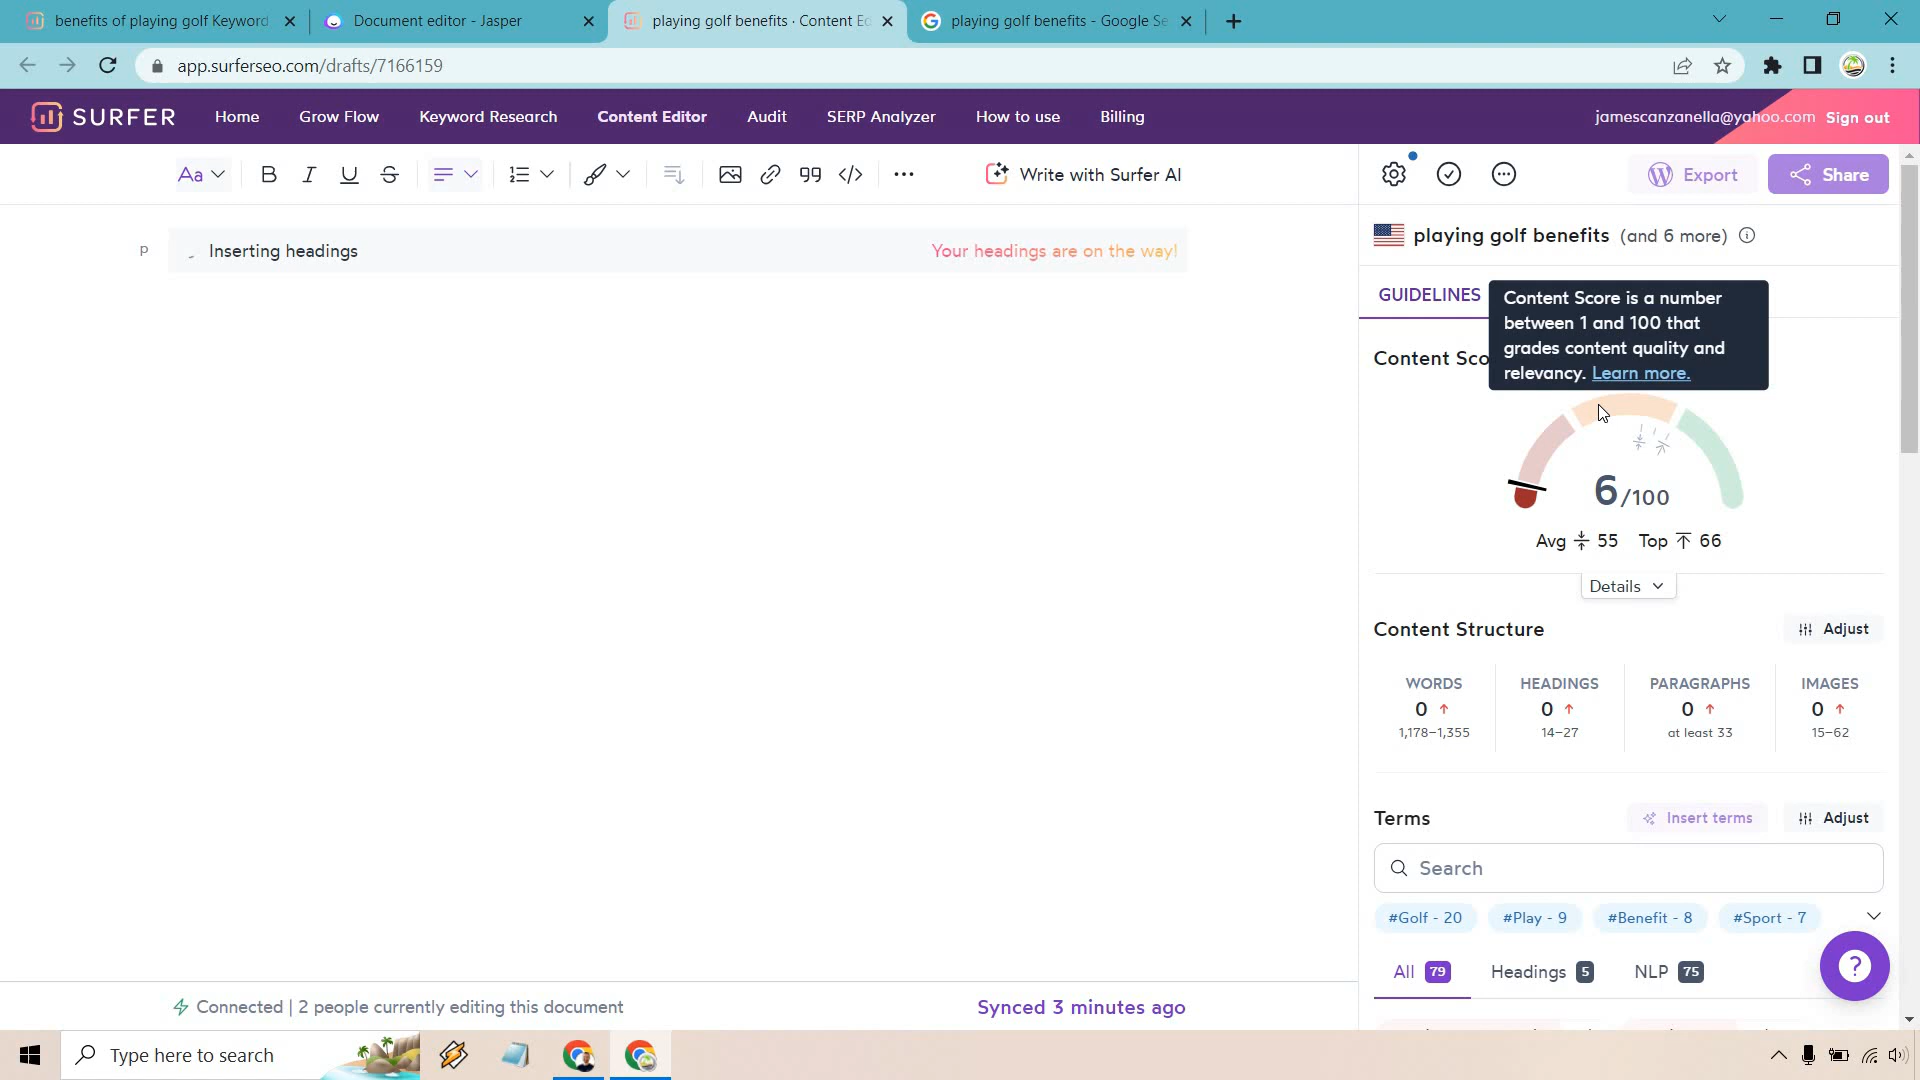 benefits of playing golf Keyword
Document editor - Jasper
playing golf benefits · Content Ed
playing golf benefits - Google Se
app.surferseo.com/drafts/7166159
SURFER
Home
Grow Flow
Keyword Research
Content Editor
Audit
SERP Analyzer
How to use
Billing
jamescanzanella@yahoo.com
Sign out
Aa
B
I
U
S
Write with Surfer AI
Export
Share
p
Inserting headings
Your headings are on the way!
playing golf benefits (and 6 more)
GUIDELINES
Content Score is a number
between 1 and 100 that
grades content quality and
relevancy. Learn more.
Content Sco
6/100
Avg 55 Top 66
Details
Content Structure
Adjust
WORDS
0
1,178–1,355
HEADINGS
0
14–27
PARAGRAPHS
0
at least 33
IMAGES
0
15–62
Terms
Insert terms
Adjust
Search
#Golf - 20
#Play - 9
#Benefit - 8
#Sport - 7
All 79
Headings 5
NLP 75
?
Connected | 2 people currently editing this document
Synced 3 minutes ago
Type here to search